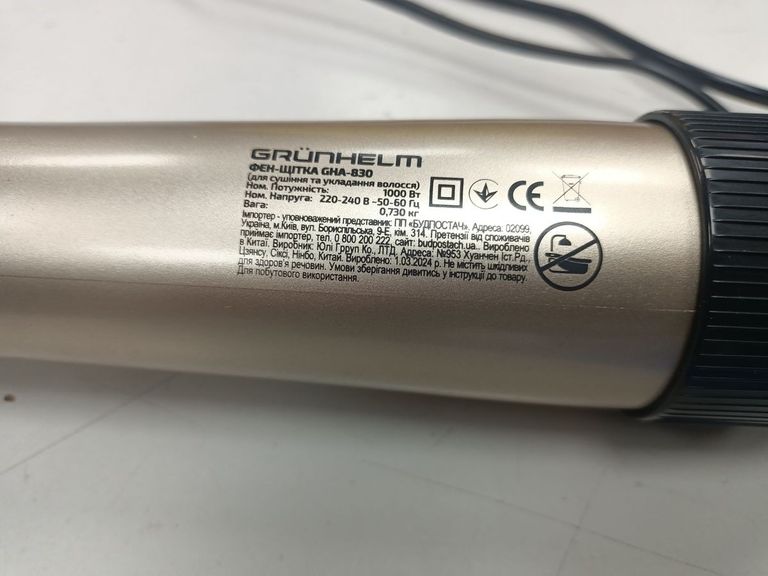 GRÜNHELM
ФЕН-ЩІТКА GHA-830
(для сушіння та укладання волосся)
Ном. Потужність: 1000 Вт
Ном. Напруга: 220-240 В ~50-60 Гц
Вага: 0,730 кг
Імпортер - уповноважений представник: ПП «БУДПОСТАЧ», Адреса: 02099,
Україна, м.Київ, вул. Бориспільська, 9-Е, кім. 314. Претензії від споживачів
приймає імпортер, тел. 0 800 200 222, сайт: budpostach.ua.. Вироблено
в Китаї. Виробник: Юлі Груп Ко., ЛТД, Адреса: №953 Хуанчен Іст.Рд.,
Цзянсу, Сіксі, Нінбо, Китай. Вироблено: 1.03.2024 р. Не містить шкідливих
для здоров'я речовин. Умови зберігання дивитись у інструкції до товару.
Для побутового використання.
CE